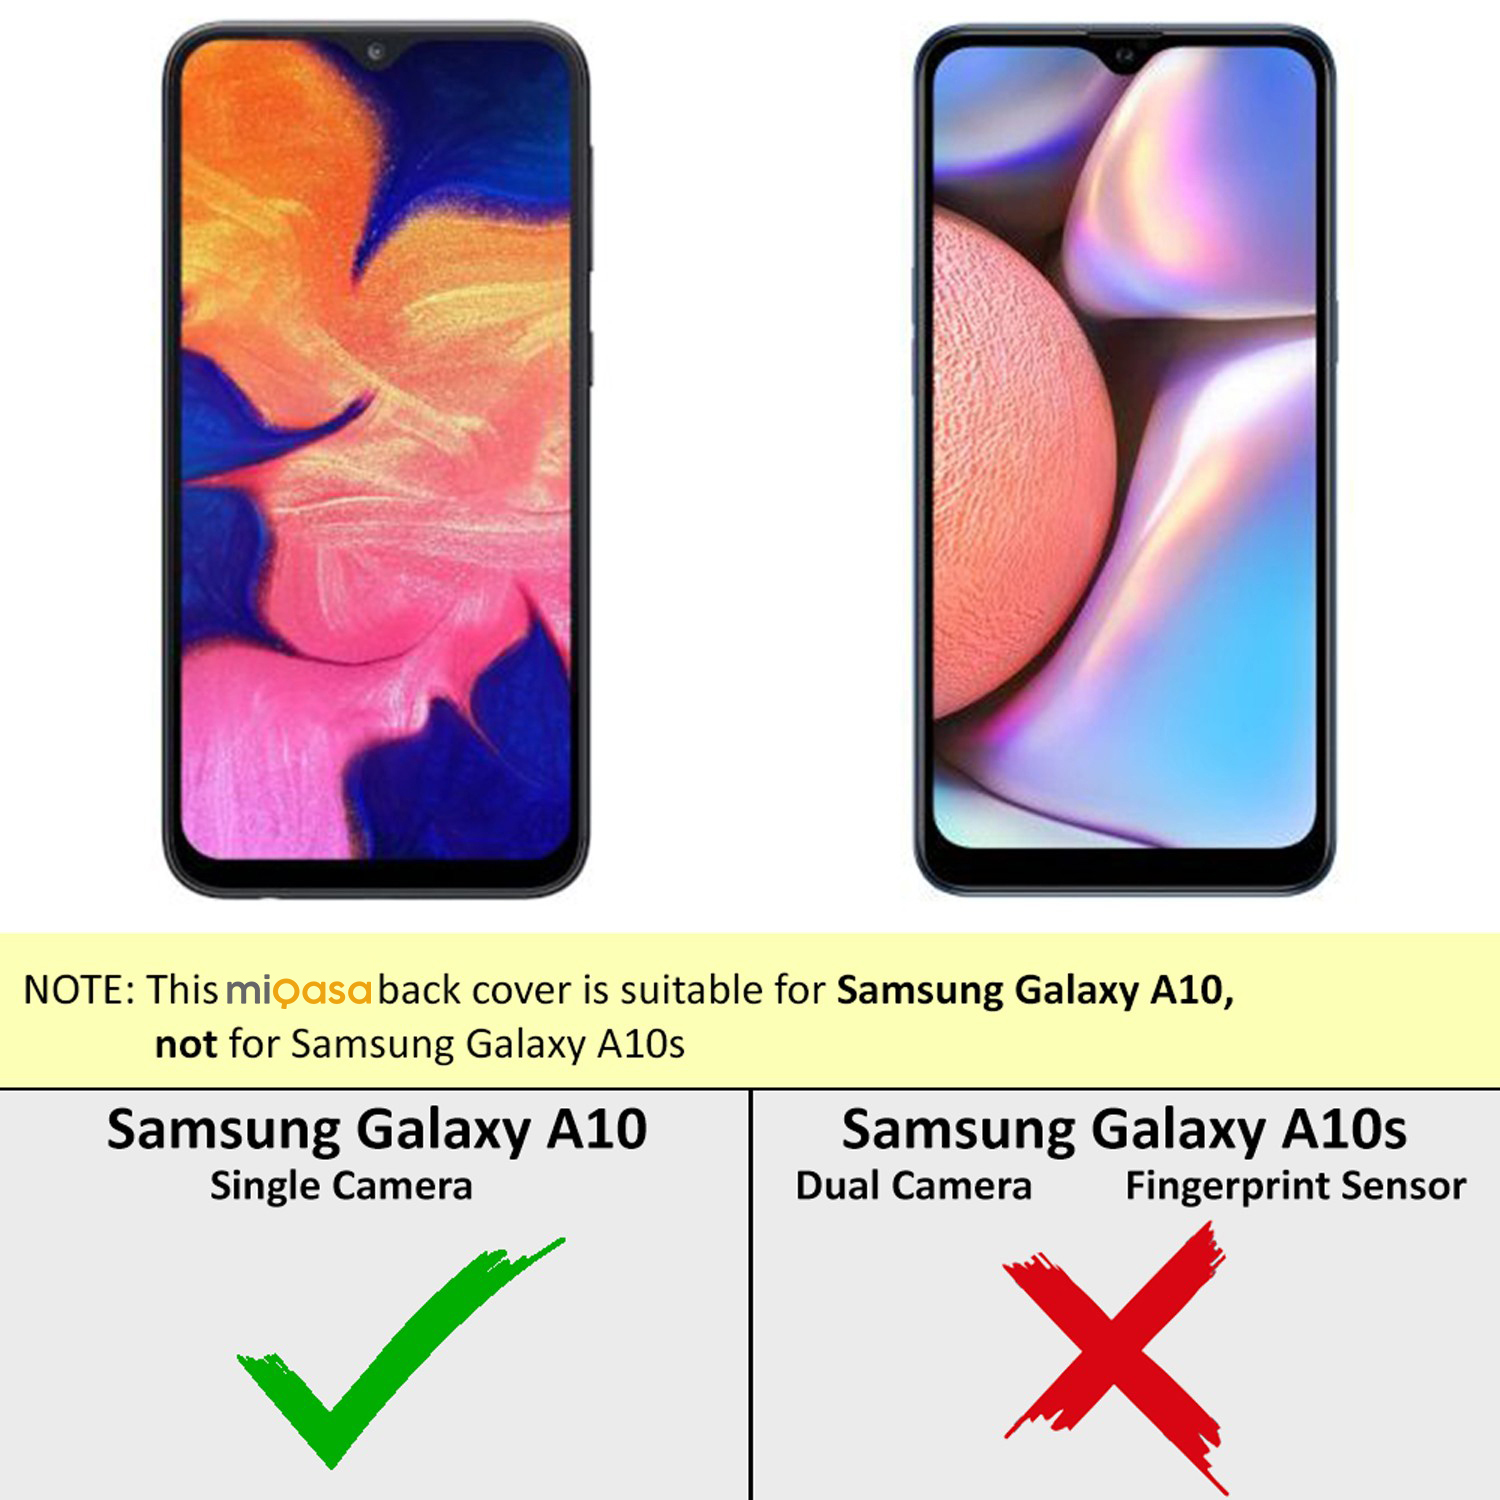 NOTE: This miQasa back cover is suitable for Samsung Galaxy A10,
not for Samsung Galaxy A10s
Samsung Galaxy A10
Single Camera
Samsung Galaxy A10s
Dual Camera Fingerprint Sensor